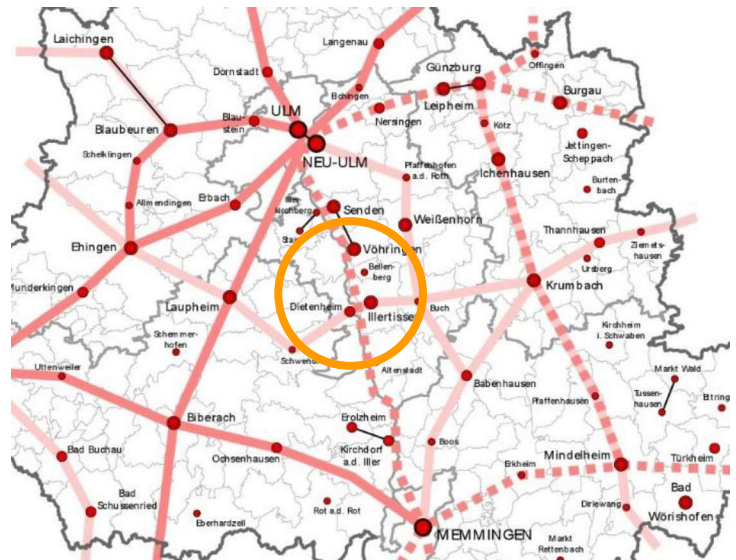 Laichingen
Langenau
Dornstadt
Offingen
Günzburg
Burgau
Elchingen
Leipheim
ULM
Blau-
stein
Blaubeuren
Nersingen
Kötz
Jettingen-
Scheppach
NEU-ULM
Schelklingen
Pfaffenhofen
a.d. Roth
Ichenhausen
Burten-
bach
Allmendingen
Erbach
Iller-
kirchberg
Senden
Weißenhorn
Thannhausen
Ziemets-
hausen
Ehingen
Vöhringen
Ursberg
Bellen-
berg
Krumbach
Munderkingen
Laupheim
Dietenheim
Illertissen
Buch
Schemmer-
hofen
Kirchheim
i. Schwaben
Uttenweiler
Altenstadt
Markt Wald
Babenhausen
Tussen-
hausen
Pfaffenhausen
Biberach
Erolzheim
Bad Buchau
Ochsenhausen
Kirchdorf
a.d. Iller
Boos
Mindelheim
Türkheim
Erkheim
Bad
Schussenried
Eberhardzell
Rot a.d. Rot
Dirlewang
Bad
Wörishofen
MEMMINGEN
Markt
Rettenbach